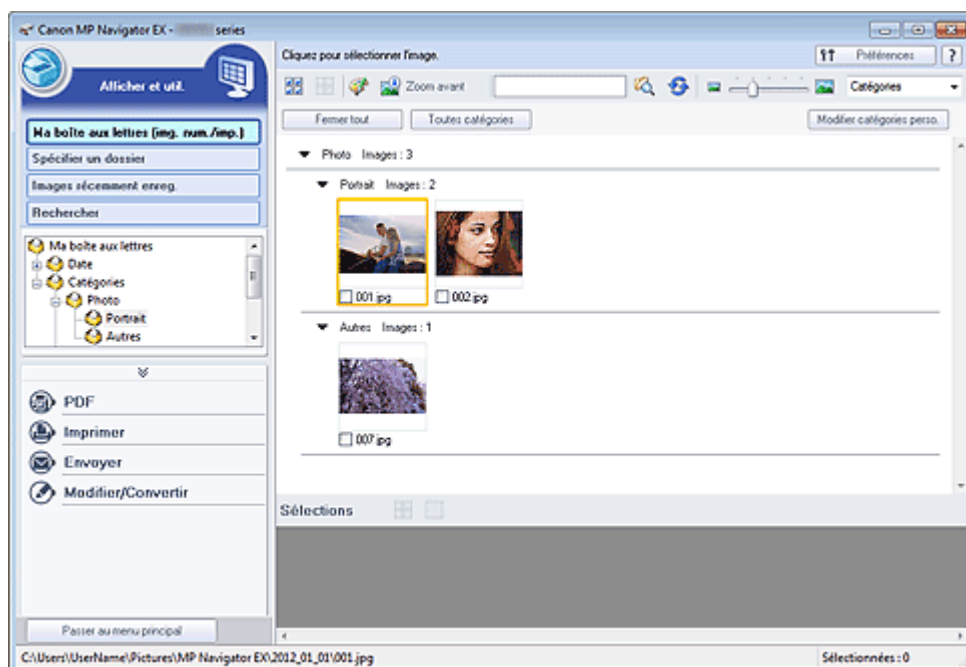 Canon MP Navigator EX - series
Afficher et util.
Cliquez pour sélectionner l'image.
Préférences
?
Zoom avant
Catégories
Fermer tout
Toutes catégories
Modifier catégories perso.
Ma boîte aux lettres (img. num./imp.)
Spécifier un dossier
Images récemment enreg.
Rechercher
Ma boîte aux lettres
Date
Catégories
Photo
Portrait
Autres
PDF
Imprimer
Envoyer
Modifier/Convertir
Passer au menu principal
Photo Images : 3
Portrait Images : 2
001.jpg
002.jpg
Autres Images : 1
007.jpg
Sélections
C:\Users\UserName\Pictures\MP Navigator EX\2012_01_01\001.jpg
Sélectionnées : 0